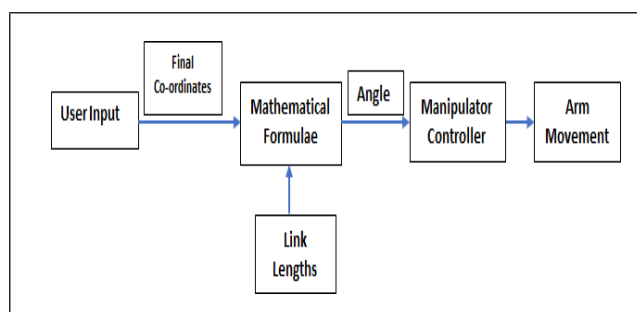 Final
Co-ordinates
User Input
Mathematical
Formulae
Angle
Manipulator
Controller
Arm
Movement
Link
Lengths